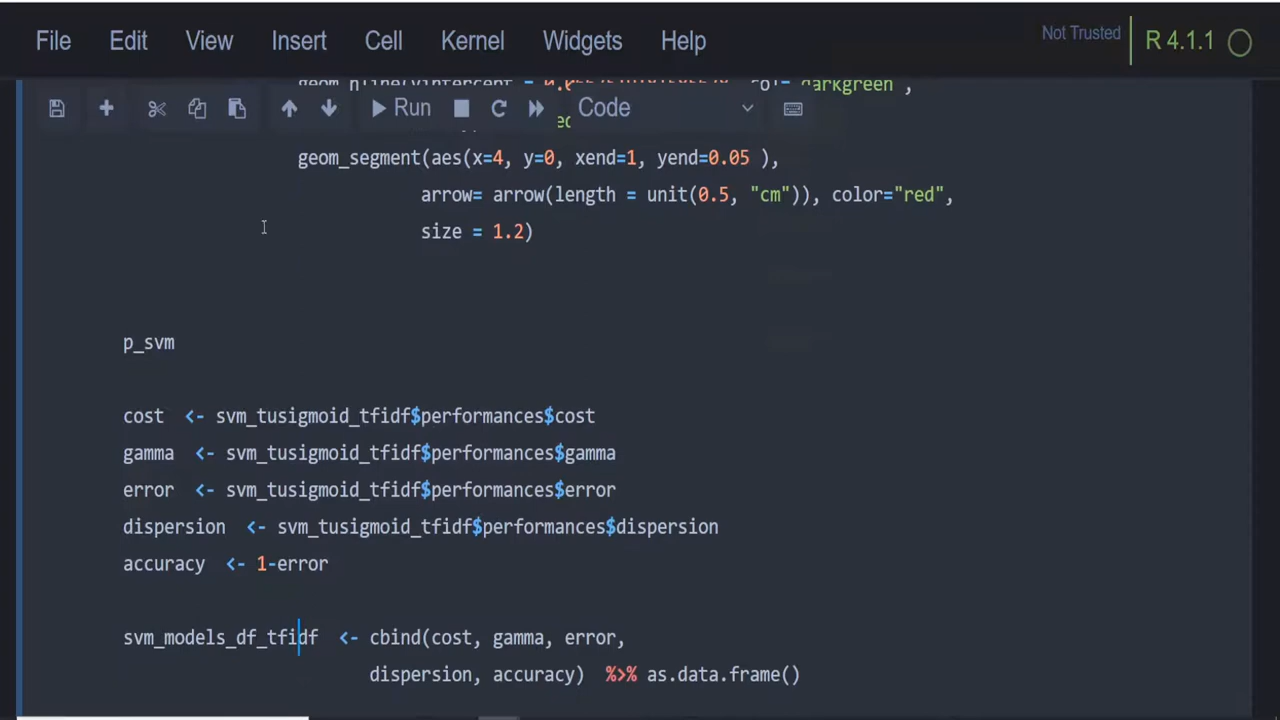 File Edit View Insert Cell Kernel Widgets Help Not Trusted R 4.1.1
geom_hline(yintercept = "darkgreen",
Run Code
geom_segment(aes(x=4, y=0, xend=1, yend=0.05 ),
arrow= arrow(length = unit(0.5, "cm")), color="red",
size = 1.2)
p_svm
cost <- svm_tusigmoid_tfidf$performances$cost
gamma <- svm_tusigmoid_tfidf$performances$gamma
error <- svm_tusigmoid_tfidf$performances$error
dispersion <- svm_tusigmoid_tfidf$performances$dispersion
accuracy <- 1-error
svm_models_df_tfidf <- cbind(cost, gamma, error,
dispersion, accuracy) %>% as.data.frame()